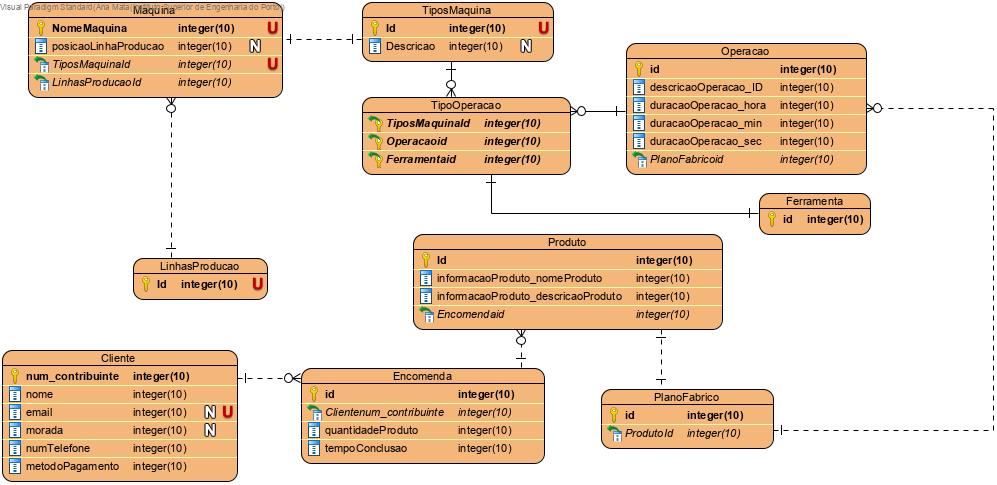 Visual Paradigm Standard(Ana Mata(Instituto Superior de Engenharia do Porto))
Maquina
NomeMaquina integer(10) U
posicaoLinhaProducao integer(10) N
TiposMaquinaId integer(10) U
LinhasProducaoId integer(10)
TiposMaquina
Id integer(10) U
Descricao integer(10) N
Operacao
id integer(10)
descricaoOperacao_ID integer(10)
duracaoOperacao_hora integer(10)
duracaoOperacao_min integer(10)
duracaoOperacao_sec integer(10)
PlanoFabricoid integer(10)
TipoOperacao
TiposMaquinaId integer(10)
Operacaoid integer(10)
Ferramentaid integer(10)
Ferramenta
id integer(10)
LinhasProducao
Id integer(10) U
Produto
Id integer(10)
informacaoProduto_nomeProduto integer(10)
informacaoProduto_descricaoProduto integer(10)
Encomendaid integer(10)
Cliente
num_contribuinte integer(10)
nome integer(10)
email integer(10) N U
morada integer(10) N
numTelefone integer(10)
metodoPagamento integer(10)
Encomenda
id integer(10)
Clientenum_contribuinte integer(10)
quantidadeProduto integer(10)
tempoConclusao integer(10)
PlanoFabrico
id integer(10)
ProdutoId integer(10)